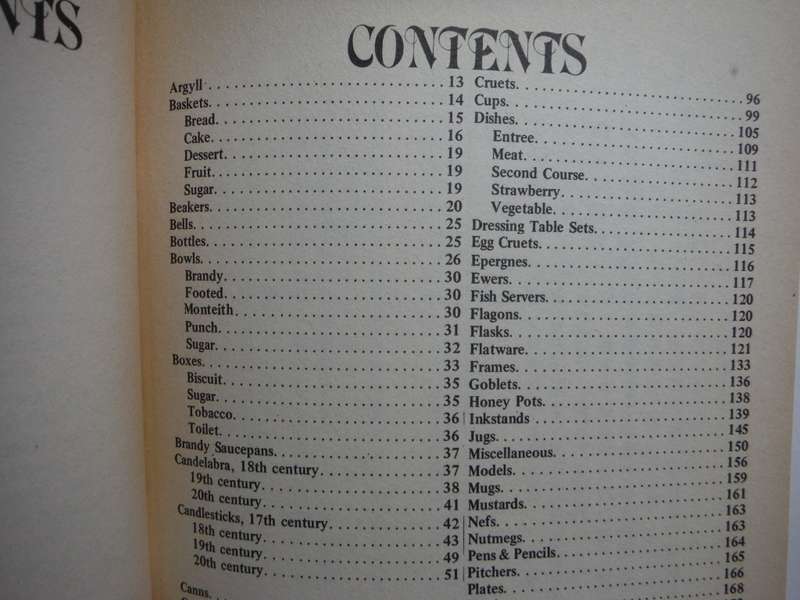 NTS
CONTENTS
Argyll . . . . . . . . . . . . . . . . . . . . . . . . . . 13
Baskets. . . . . . . . . . . . . . . . . . . . . . . . . 14
Bread. . . . . . . . . . . . . . . . . . . . . . . . 15
Cake. . . . . . . . . . . . . . . . . . . . . . . . . 16
Dessert. . . . . . . . . . . . . . . . . . . . . . . 19
Fruit. . . . . . . . . . . . . . . . . . . . . . . . . 19
Sugar. . . . . . . . . . . . . . . . . . . . . . . . 19
Beakers. . . . . . . . . . . . . . . . . . . . . . . . . 20
Bells. . . . . . . . . . . . . . . . . . . . . . . . . . . 25
Bottles. . . . . . . . . . . . . . . . . . . . . . . . . 25
Bowls. . . . . . . . . . . . . . . . . . . . . . . . . . 26
Brandy. . . . . . . . . . . . . . . . . . . . . . . 30
Footed. . . . . . . . . . . . . . . . . . . . . . . 30
Monteith . . . . . . . . . . . . . . . . . . . . . 30
Punch. . . . . . . . . . . . . . . . . . . . . . . . 31
Sugar. . . . . . . . . . . . . . . . . . . . . . . . 32
Boxes. . . . . . . . . . . . . . . . . . . . . . . . . . 33
Biscuit. . . . . . . . . . . . . . . . . . . . . . . 35
Sugar. . . . . . . . . . . . . . . . . . . . . . . . 35
Tobacco. . . . . . . . . . . . . . . . . . . . . . 36
Toilet. . . . . . . . . . . . . . . . . . . . . . . . 36
Brandy Saucepans. . . . . . . . . . . . . . . . . 37
Candelabra, 18th century. . . . . . . . . . . . 37
19th century. . . . . . . . . . . . . . . . . . . 38
20th century. . . . . . . . . . . . . . . . . . . 41
Candlesticks, 17th century. . . . . . . . . . . 42
18th century. . . . . . . . . . . . . . . . . . . 43
19th century. . . . . . . . . . . . . . . . . . . 49
20th century. . . . . . . . . . . . . . . . . . . 51
Canns.
Cruets. . . . . . . . . . . . . . . . . . . . . . . . 96
Cups. . . . . . . . . . . . . . . . . . . . . . . . . 99
Dishes. . . . . . . . . . . . . . . . . . . . . . . . 105
Entree. . . . . . . . . . . . . . . . . . . . . . 109
Meat. . . . . . . . . . . . . . . . . . . . . . . 111
Second Course. . . . . . . . . . . . . . . . 112
Strawberry. . . . . . . . . . . . . . . . . . . 113
Vegetable. . . . . . . . . . . . . . . . . . . . 113
Dressing Table Sets. . . . . . . . . . . . . . . 114
Egg Cruets. . . . . . . . . . . . . . . . . . . . . 115
Epergnes. . . . . . . . . . . . . . . . . . . . . . 116
Ewers. . . . . . . . . . . . . . . . . . . . . . . . 117
Fish Servers. . . . . . . . . . . . . . . . . . . . 120
Flagons. . . . . . . . . . . . . . . . . . . . . . . 120
Flasks. . . . . . . . . . . . . . . . . . . . . . . . 120
Flatware. . . . . . . . . . . . . . . . . . . . . . 121
Frames. . . . . . . . . . . . . . . . . . . . . . . 133
Goblets. . . . . . . . . . . . . . . . . . . . . . . 136
Honey Pots. . . . . . . . . . . . . . . . . . . . 138
Inkstands . . . . . . . . . . . . . . . . . . . . . 139
Jugs. . . . . . . . . . . . . . . . . . . . . . . . . 145
Miscellaneous. . . . . . . . . . . . . . . . . . 150
Models. . . . . . . . . . . . . . . . . . . . . . . 156
Mugs. . . . . . . . . . . . . . . . . . . . . . . . 159
Mustards. . . . . . . . . . . . . . . . . . . . . . 161
Nefs. . . . . . . . . . . . . . . . . . . . . . . . . 163
Nutmegs. . . . . . . . . . . . . . . . . . . . . . 163
Pens & Pencils. . . . . . . . . . . . . . . . . . 164
Pitchers. . . . . . . . . . . . . . . . . . . . . . 165
Plates. . . . . . . . . . . . . . . . . . . . . . . . 166
168